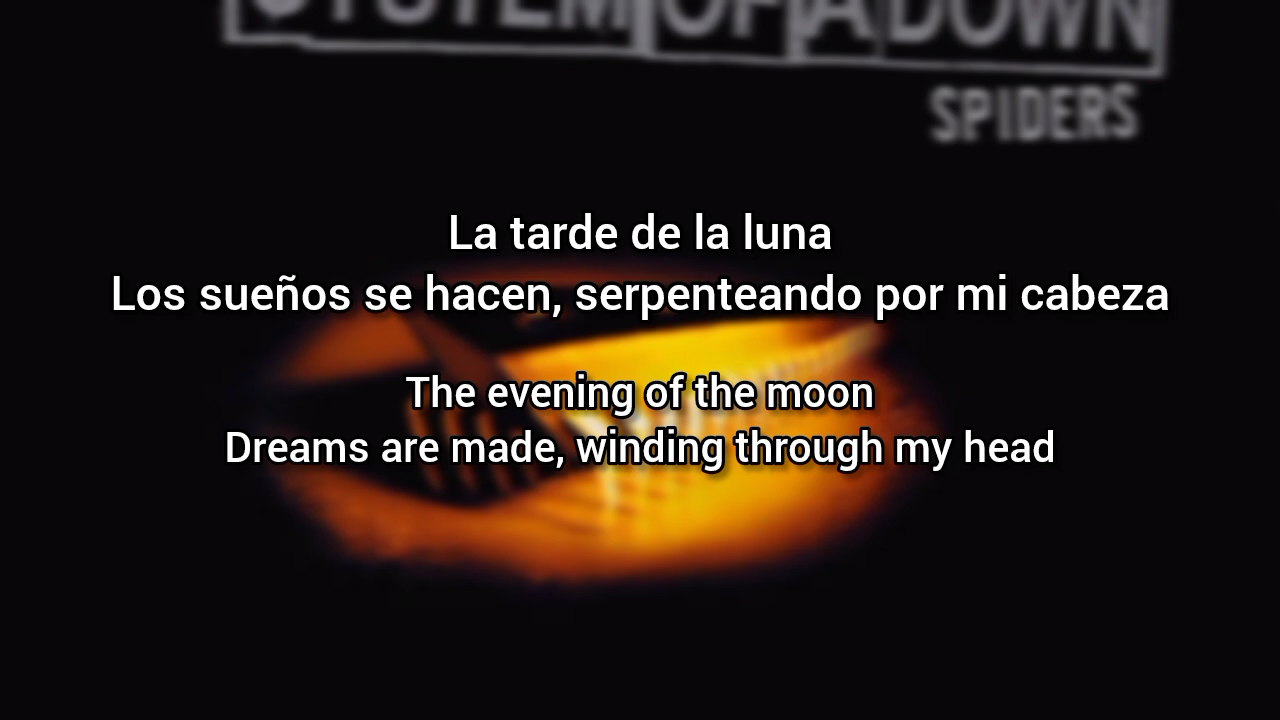 SYSTEM OF A DOWN
SPIDERS
La tarde de la luna
Los sueños se hacen, serpenteando por mi cabeza
The evening of the moon
Dreams are made, winding through my head